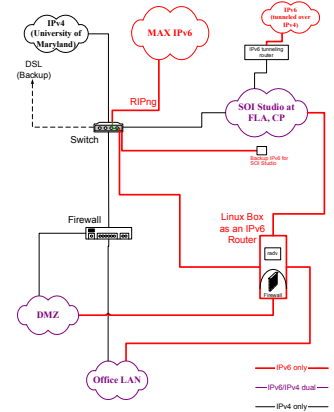 IPv4
(University of
Maryland)
MAX IPv6
IPv6
(tunneled over
IPv4)
IPv6 tunneling
router
DSL
(Backup)
RIPng
SOI Studio at
FLA, CP
Switch
Backup IPv6 for
SOI Studio
Firewall
Linux Box
as an IPv6
Router
radv
Firewall
DMZ
Office LAN
IPv6 only
IPv6/IPv4 dual
IPv4 only